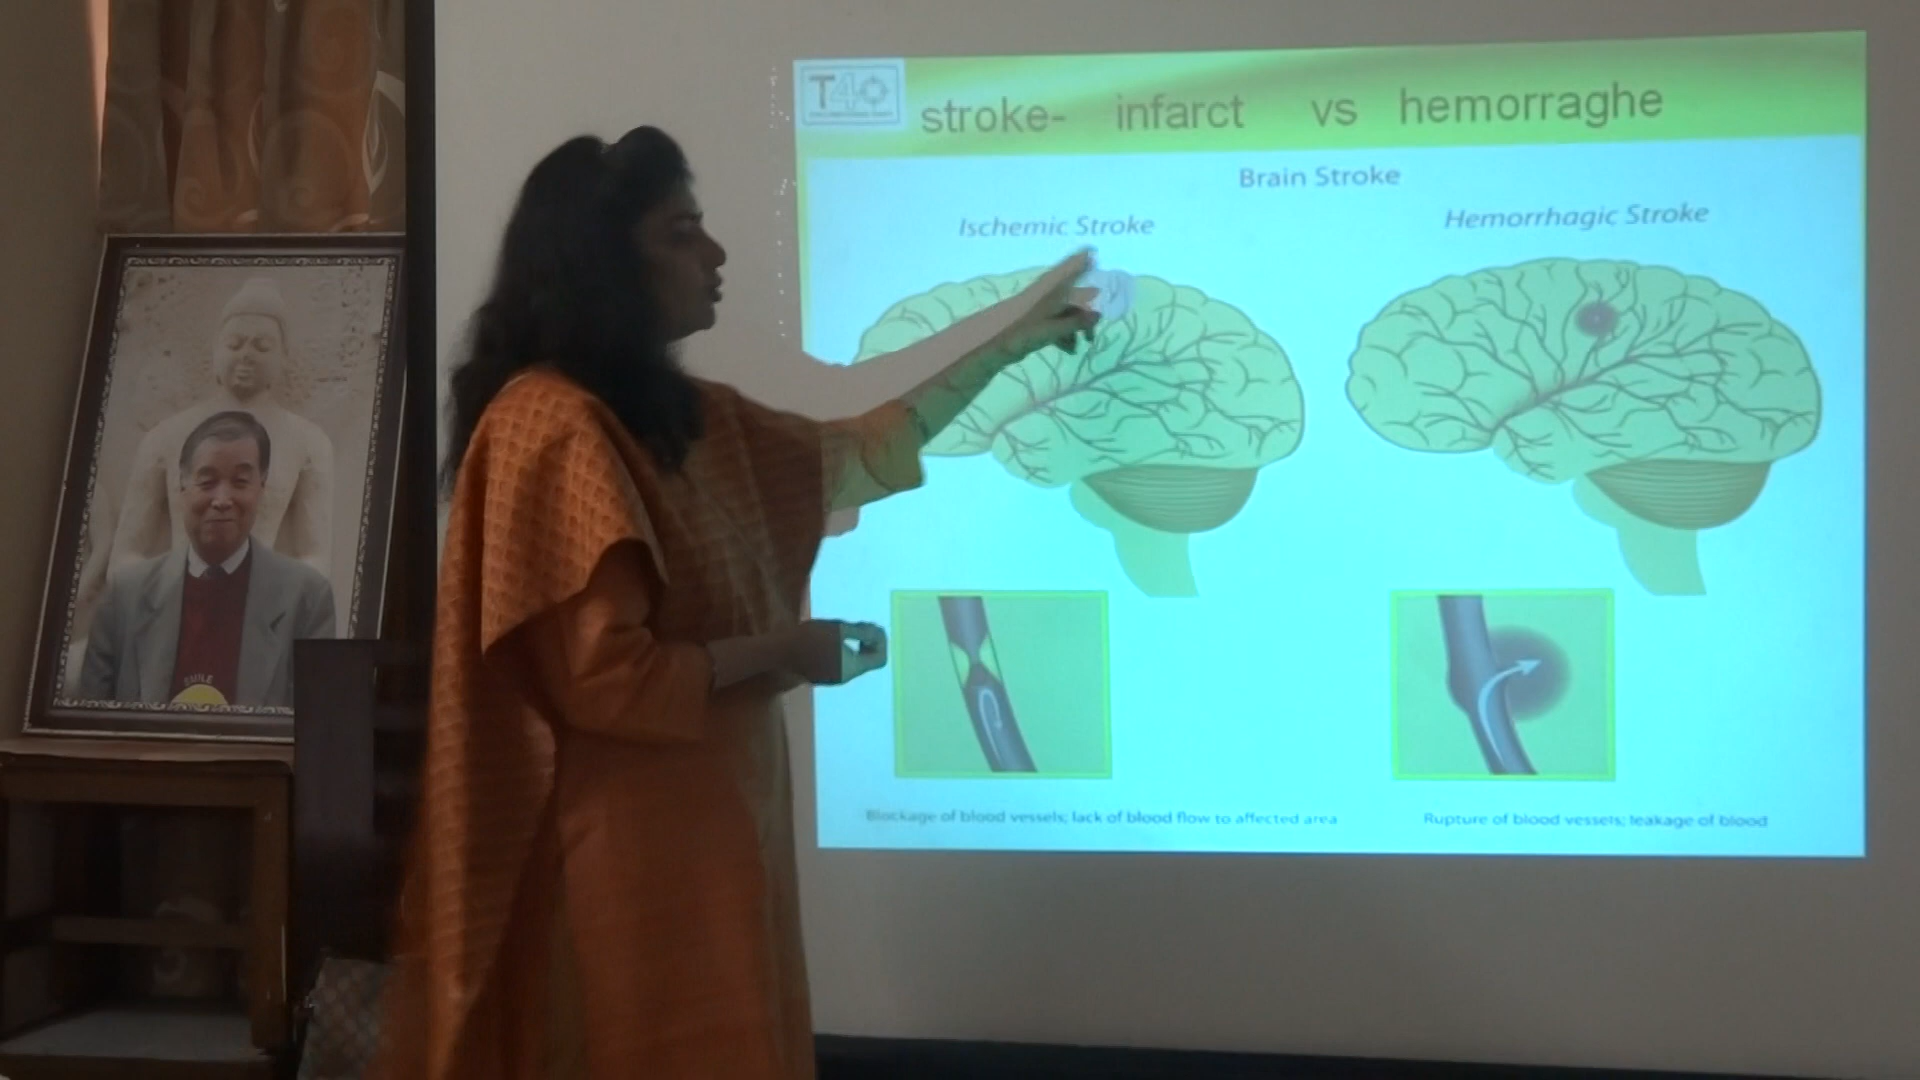 T40
stroke- infarct vs hemorraghe
Brain Stroke
Ischemic Stroke
Hemorrhagic Stroke
Blockage of blood vessels; lack of blood flow to affected area
Rupture of blood vessels; leakage of blood
SMILE